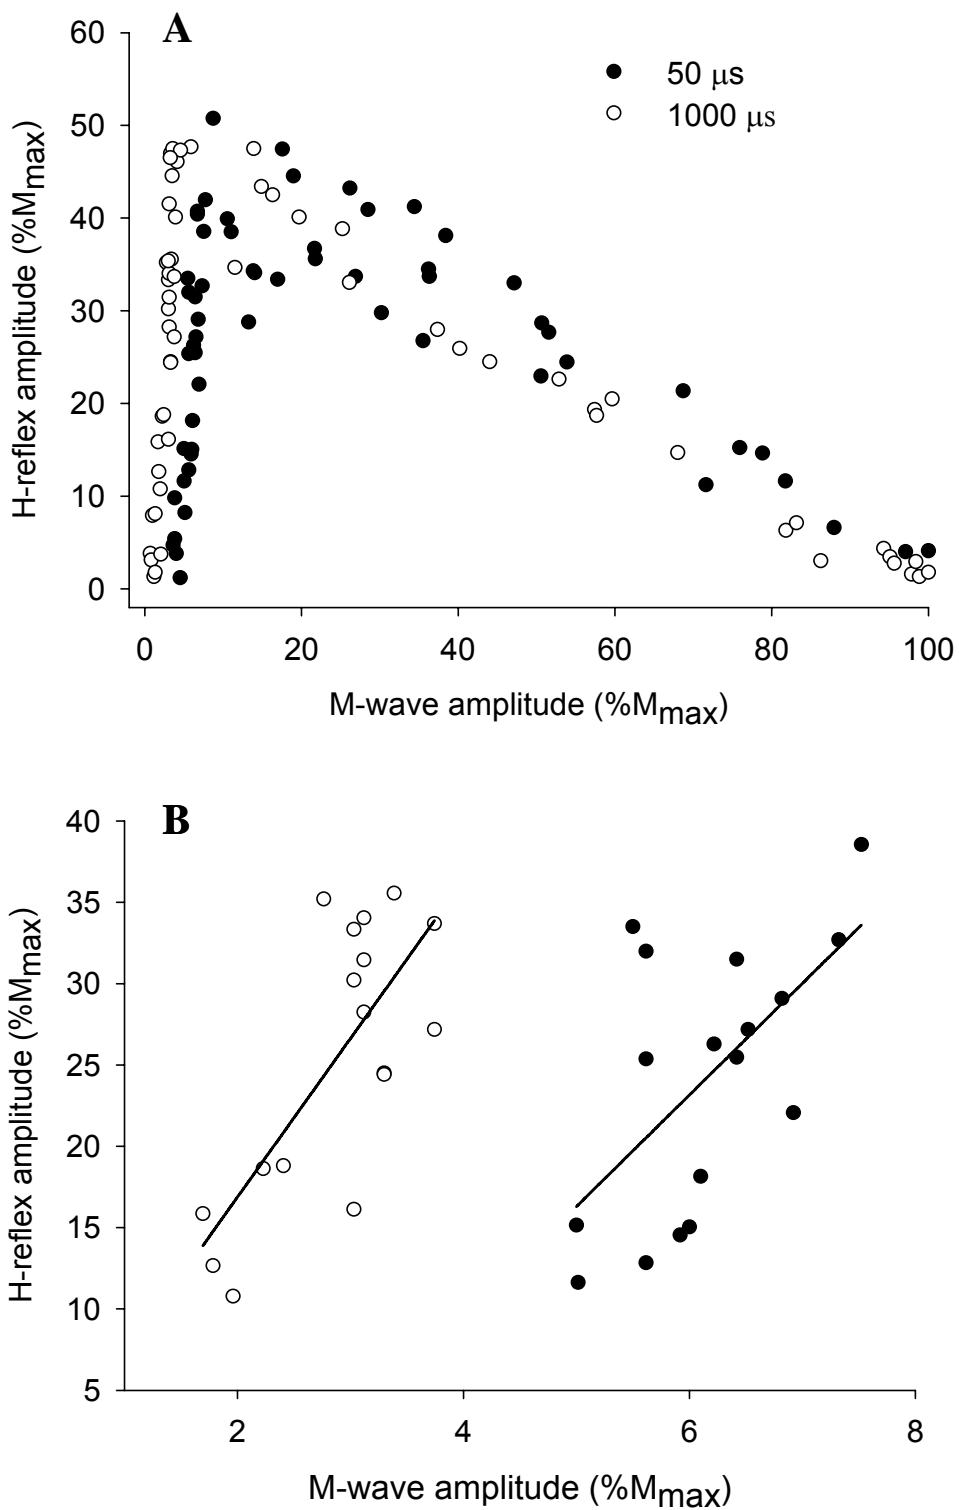 A
60
50
40
30
20
10
0
H-reflex amplitude (%Mmax)
50 μs
1000 μs
0 20 40 60 80 100
M-wave amplitude (%Mmax)
B
40
35
30
25
20
15
10
5
H-reflex amplitude (%Mmax)
2 4 6 8
M-wave amplitude (%Mmax)